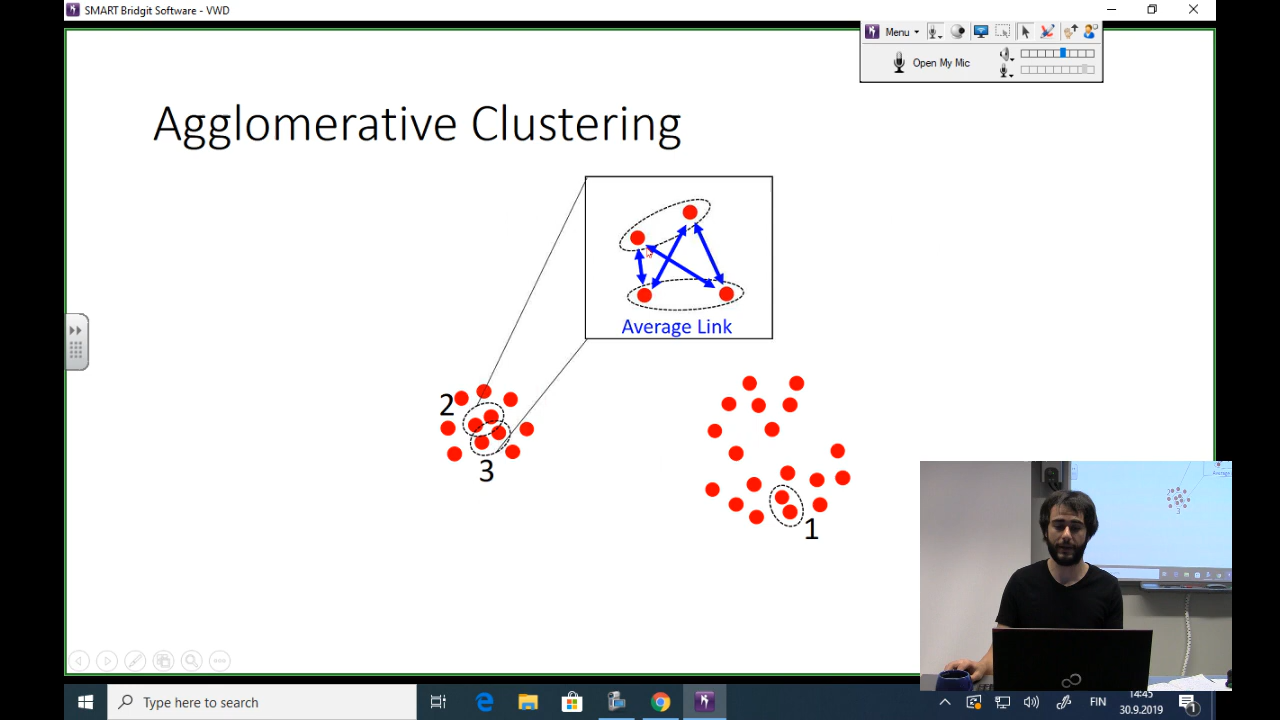 SMART Bridgit Software - VWD
Menu
Open My Mic
Agglomerative Clustering
Average Link
2
3
1
Type here to search
FIN
14:45
30.9.2019
1